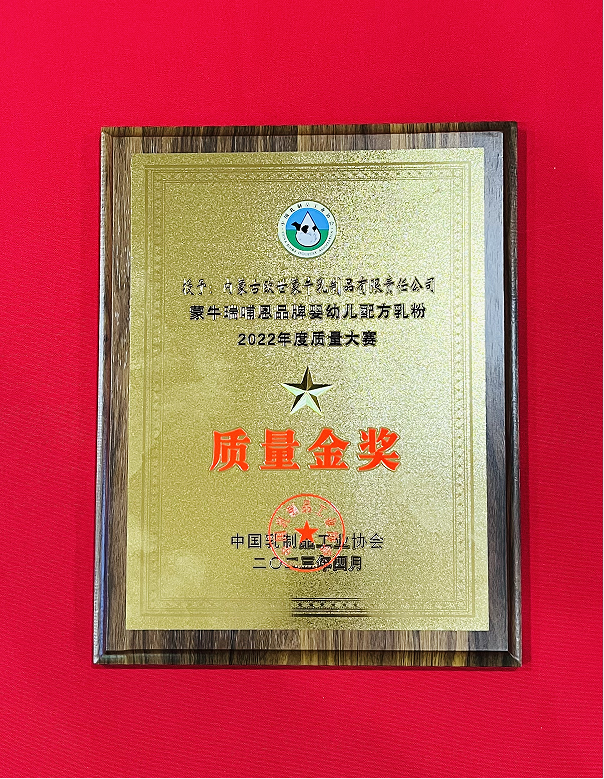 授予：内蒙古欧世蒙牛乳制品有限责任公司
蒙牛瑞哺恩品牌婴幼儿配方乳粉
2022年度质量大赛
质量金奖
中国乳制品工业协会
二〇二三年四月